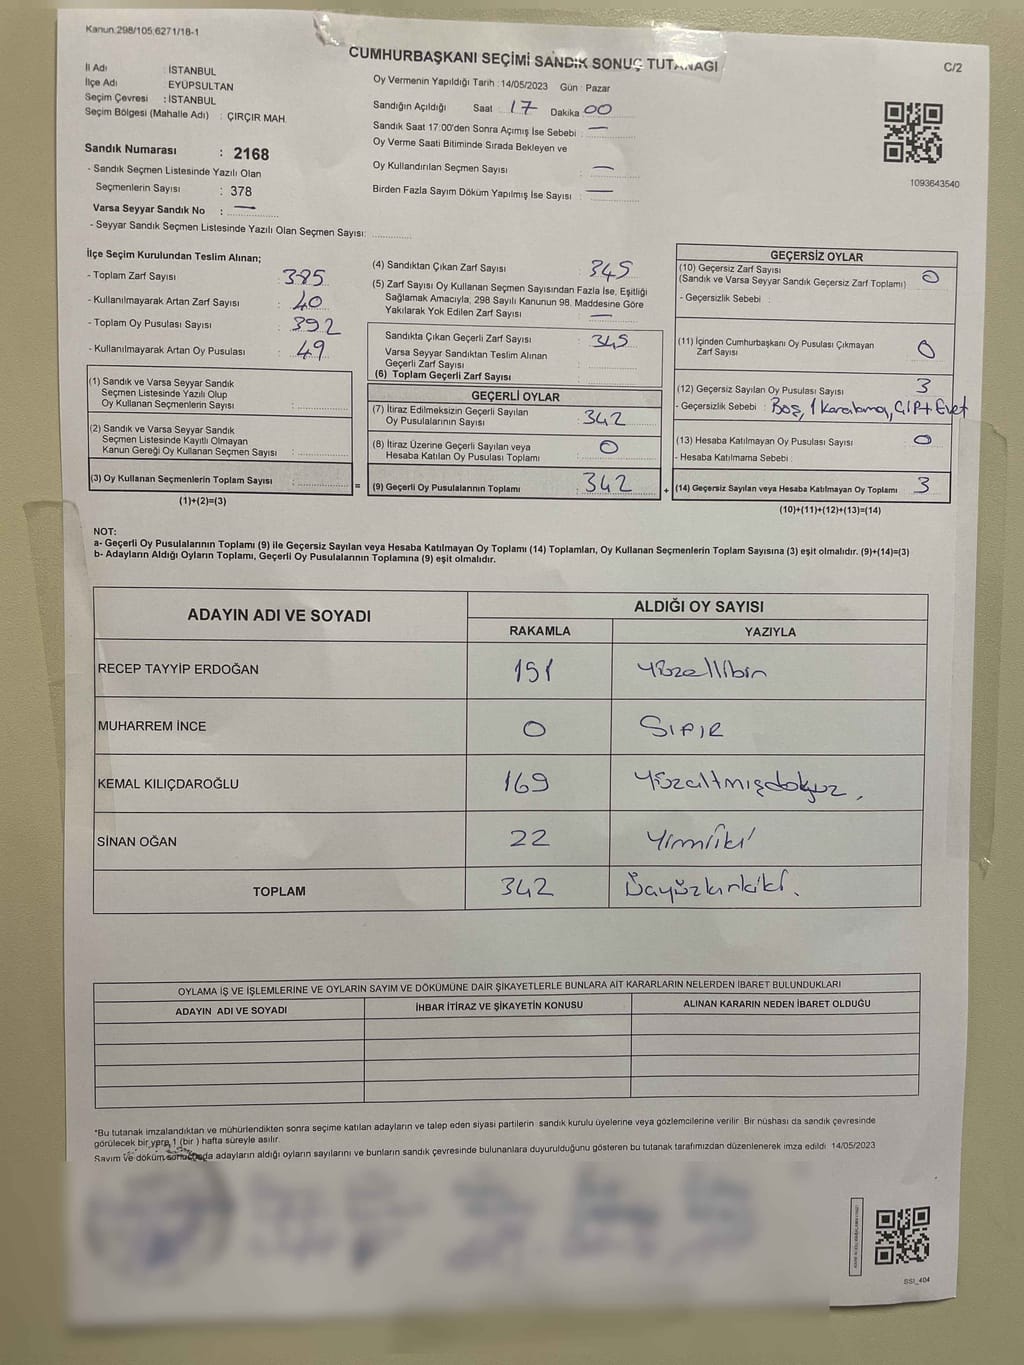 Kanun.298/105,6271/18-1
CUMHURBAŞKANI SEÇİMİ SANDIK SONUÇ TUTANAĞI
C/2
İl Adı : İSTANBUL
İlçe Adı : EYÜPSULTAN
Seçim Çevresi : İSTANBUL
Seçim Bölgesi (Mahalle Adı) : ÇIRÇIR MAH.
Oy Vermenin Yapıldığı Tarih : 14/05/2023 Gün : Pazar
Sandığın Açıldığı Saat : 17 Dakika 00
Sandık Saat 17:00'den Sonra Açımış İse Sebebi : —
Oy Verme Saati Bitiminde Sırada Bekleyen ve
Oy Kullandırılan Seçmen Sayısı : —
Birden Fazla Sayım Döküm Yapılmış İse Sayısı : —
1093643540
Sandık Numarası : 2168
- Sandık Seçmen Listesinde Yazılı Olan
Seçmenlerin Sayısı : 378
Varsa Seyyar Sandık No : —
- Seyyar Sandık Seçmen Listesinde Yazılı Olan Seçmen Sayısı:
İlçe Seçim Kurulundan Teslim Alınan;
- Toplam Zarf Sayısı : 385
- Kullanılmayarak Artan Zarf Sayısı : 40
- Toplam Oy Pusulası Sayısı : 392
- Kullanılmayarak Artan Oy Pusulası : 49
(1) Sandık ve Varsa Seyyar Sandık
Seçmen Listesinde Yazılı Olup
Oy Kullanan Seçmenlerin Sayısı :
(2) Sandık ve Varsa Seyyar Sandık
Seçmen Listesinde Kayıtlı Olmayan
Kanun Gereği Oy Kullanan Seçmen Sayısı :
(3) Oy Kullanan Seçmenlerin Toplam Sayısı : =
(1)+(2)=(3)
(4) Sandıktan Çıkan Zarf Sayısı : 345
(5) Zarf Sayısı Oy Kullanan Seçmen Sayısından Fazla İse, Eşitliği
Sağlamak Amacıyla, 298 Sayılı Kanunun 98. Maddesine Göre
Yakılarak Yok Edilen Zarf Sayısı : —
Sandıkta Çıkan Geçerli Zarf Sayısı : 345
Varsa Seyyar Sandıktan Teslim Alınan
Geçerli Zarf Sayısı :
(6) Toplam Geçerli Zarf Sayısı :
GEÇERLİ OYLAR
(7) İtiraz Edilmeksizin Geçerli Sayılan
Oy Pusulalarının Sayısı : 342
(8) İtiraz Üzerine Geçerli Sayılan veya
Hesaba Katılan Oy Pusulası Toplamı : 0
(9) Geçerli Oy Pusulalarının Toplamı : 342 +
GEÇERSİZ OYLAR
(10) Geçersiz Zarf Sayısı : 0
(Sandık ve Varsa Seyyar Sandık Geçersiz Zarf Toplamı)
- Geçersizlik Sebebi :
(11) İçinden Cumhurbaşkanı Oy Pusulası Çıkmayan
Zarf Sayısı : 0
(12) Geçersiz Sayılan Oy Pusulası Sayısı : 3
- Geçersizlik Sebebi : Boş, 1 Karalama, Çift Evet
(13) Hesaba Katılmayan Oy Pusulası Sayısı : 0
- Hesaba Katılmama Sebebi :
(14) Geçersiz Sayılan veya Hesaba Katılmayan Oy Toplamı : 3
(10)+(11)+(12)+(13)=(14)
NOT:
a- Geçerli Oy Pusulalarının Toplamı (9) ile Geçersiz Sayılan veya Hesaba Katılmayan Oy Toplamı (14) Toplamları, Oy Kullanan Seçmenlerin Toplam Sayısına (3) eşit olmalıdır. (9)+(14)=(3)
b- Adayların Aldığı Oyların Toplamı, Geçerli Oy Pusulalarının Toplamına (9) eşit olmalıdır.
ADAYIN ADI VE SOYADI
ALDIĞI OY SAYISI
RAKAMLA YAZIYLA
RECEP TAYYİP ERDOĞAN 151 Yüzellibin
MUHARREM İNCE 0 SIFIR
KEMAL KILIÇDAROĞLU 169 Yüzaltmışdokuz.
SİNAN OĞAN 22 Yirmiiki
TOPLAM 342 Üçyüzkırkiki.
OYLAMA İŞ VE İŞLEMLERİNE VE OYLARIN SAYIM VE DÖKÜMÜNE DAİR ŞİKAYETLERLE BUNLARA AİT KARARLARIN NELERDEN İBARET BULUNDUKLARI
ADAYIN ADI VE SOYADI İHBAR İTİRAZ VE ŞİKAYETİN KONUSU ALINAN KARARIN NEDEN İBARET OLDUĞU
*Bu tutanak imzalandıktan ve mühürlendikten sonra seçime katılan adayların ve talep eden siyasi partilerin sandık kurulu üyelerine veya gözlemcilerine verilir Bir nüshası da sandık çevresinde
görülecek bir yere 1 (bir ) hafta süreyle asılır.
Sayım ve döküm sonucunda adayların aldığı oyların sayılarını ve bunların sandık çevresinde bulunanlara duyurulduğunu gösteren bu tutanak tarafımızdan düzenlenerek imza edildi 14/05/2023
SSI_404